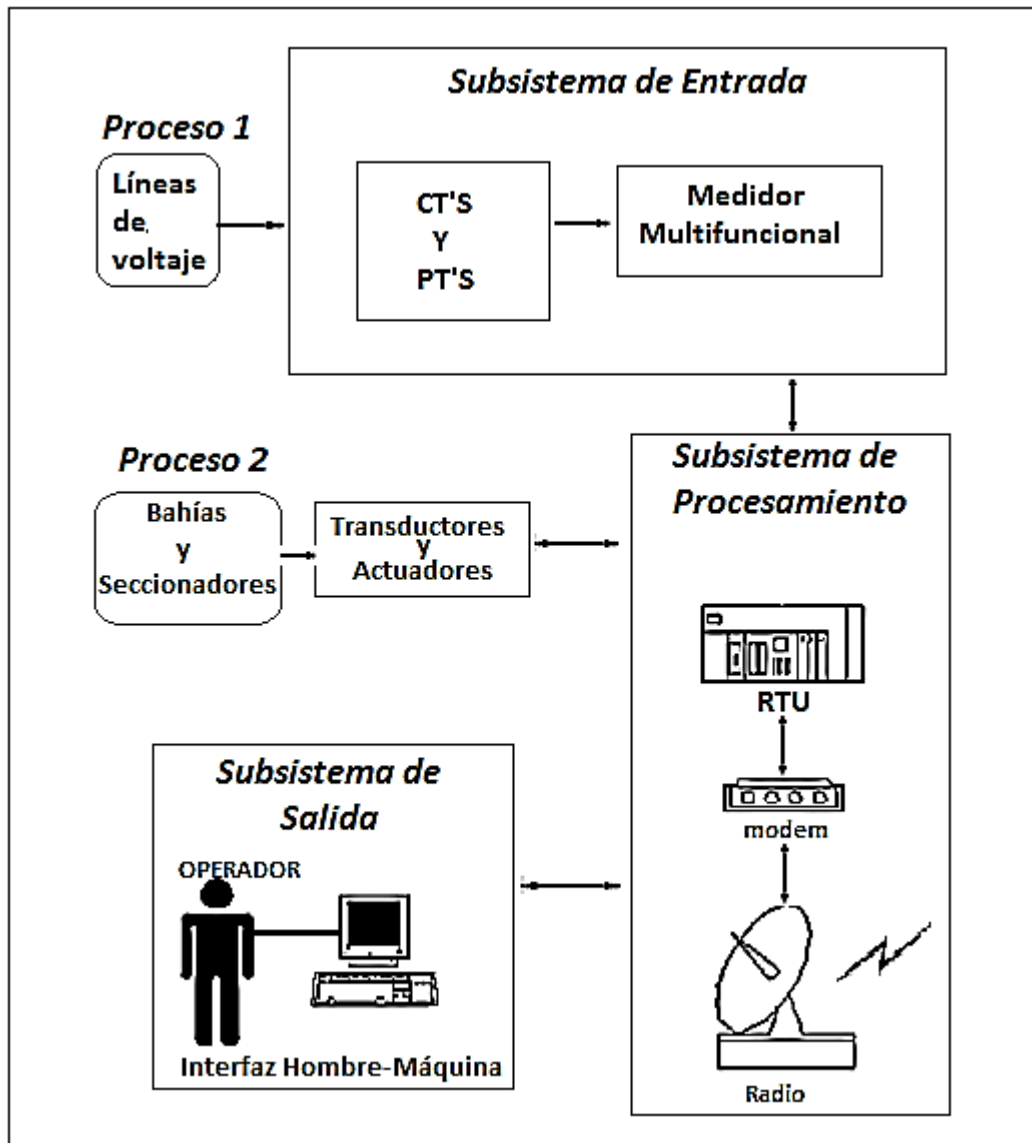 Subsistema de Entrada
Proceso 1
Líneas
de.
voltaje
CT'S
Y
PT'S
Medidor
Multifuncional
Proceso 2
Bahías
y
Seccionadores
Transductores
y
Actuadores
Subsistema de
Procesamiento
RTU
modem
Radio
Subsistema de
Salida
OPERADOR
Interfaz Hombre-Máquina